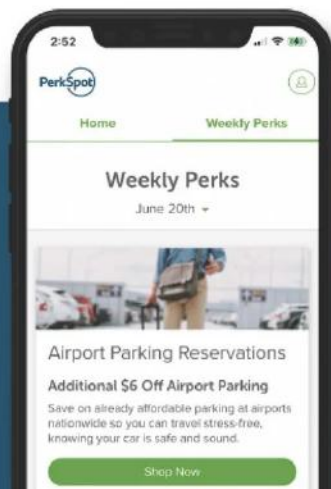 2:52
PerkSpot
Home Weekly Perks
Weekly Perks
June 20th
Airport Parking Reservations
Additional $6 Off Airport Parking
Save on already affordable parking at airports
nationwide so you can travel stress-free,
knowing your car is safe and sound.
Shop Now